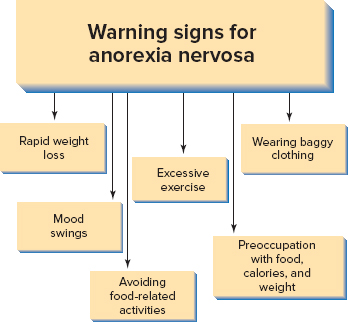 Warning signs for
anorexia nervosa
Rapid weight
loss
Mood
swings
Avoiding
food-related
activities
Excessive
exercise
Preoccupation
with food,
calories, and
weight
Wearing baggy
clothing